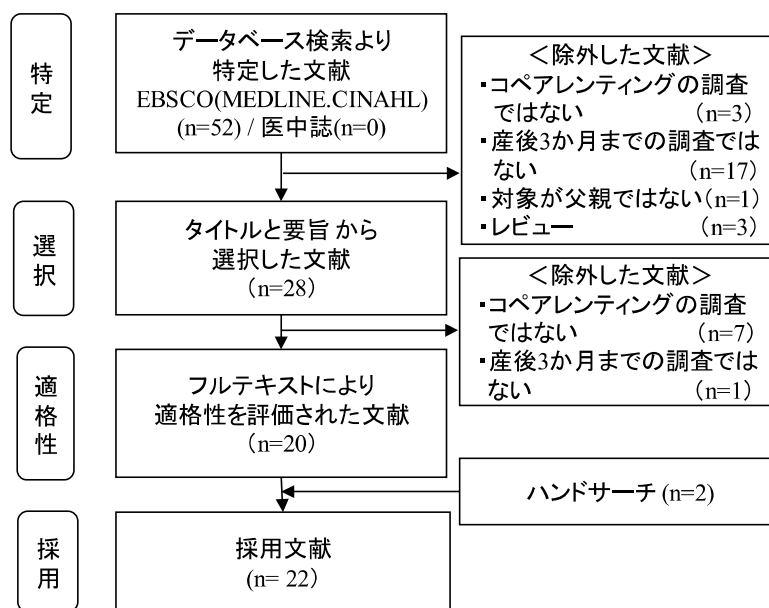 特定
データベース検索より
特定した文献
EBSCO(MEDLINE.CINAHL)
(n=52) / 医中誌(n=0)
＜除外した文献＞
・コペアレンティングの調査
ではない (n=3)
・産後3か月までの調査では
ない (n=17)
・対象が父親ではない(n=1)
・レビュー (n=3)
選択
タイトルと要旨 から
選択した文献
(n=28)
＜除外した文献＞
・コペアレンティングの調査
ではない (n=7)
・産後3か月までの調査では
ない (n=1)
適格性
フルテキストにより
適格性を評価された文献
（n=20)
ハンドサーチ (n=2)
採用
採用文献
(n= 22)